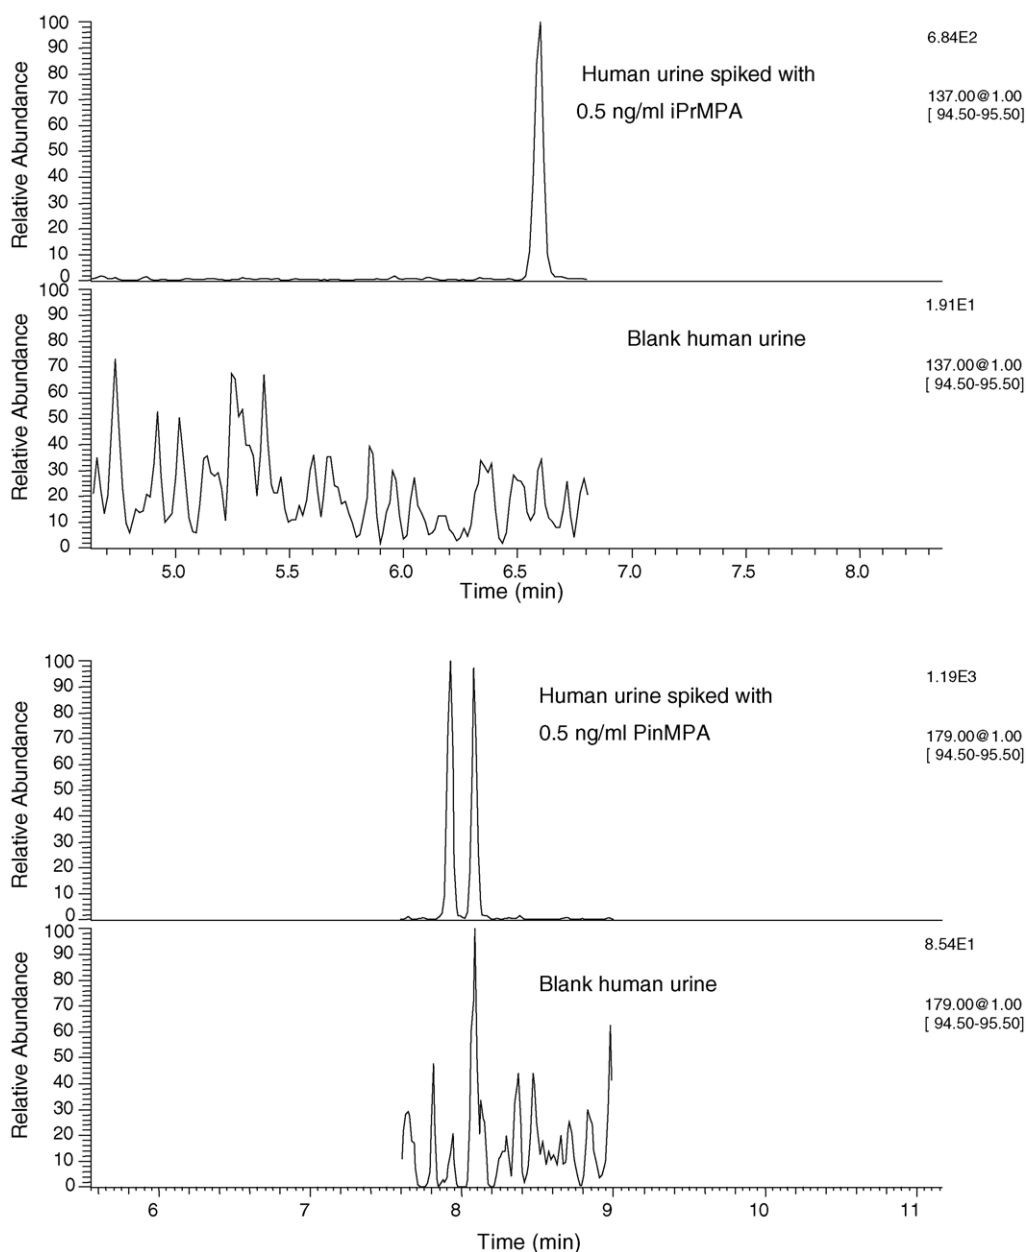 100
90
80
70
60
50
40
30
20
10
0
Relative Abundance
Human urine spiked with
0.5 ng/ml iPrMPA
6.84E2
137.00@1.00
[ 94.50-95.50]
100
90
80
70
60
50
40
30
20
10
0
Relative Abundance
Blank human urine
1.91E1
137.00@1.00
[ 94.50-95.50]
5.0 5.5 6.0 6.5 7.0 7.5 8.0
Time (min)
100
90
80
70
60
50
40
30
20
10
0
Relative Abundance
Human urine spiked with
0.5 ng/ml PinMPA
1.19E3
179.00@1.00
[ 94.50-95.50]
100
90
80
70
60
50
40
30
20
10
0
Relative Abundance
Blank human urine
8.54E1
179.00@1.00
[ 94.50-95.50]
6 7 8 9 10 11
Time (min)